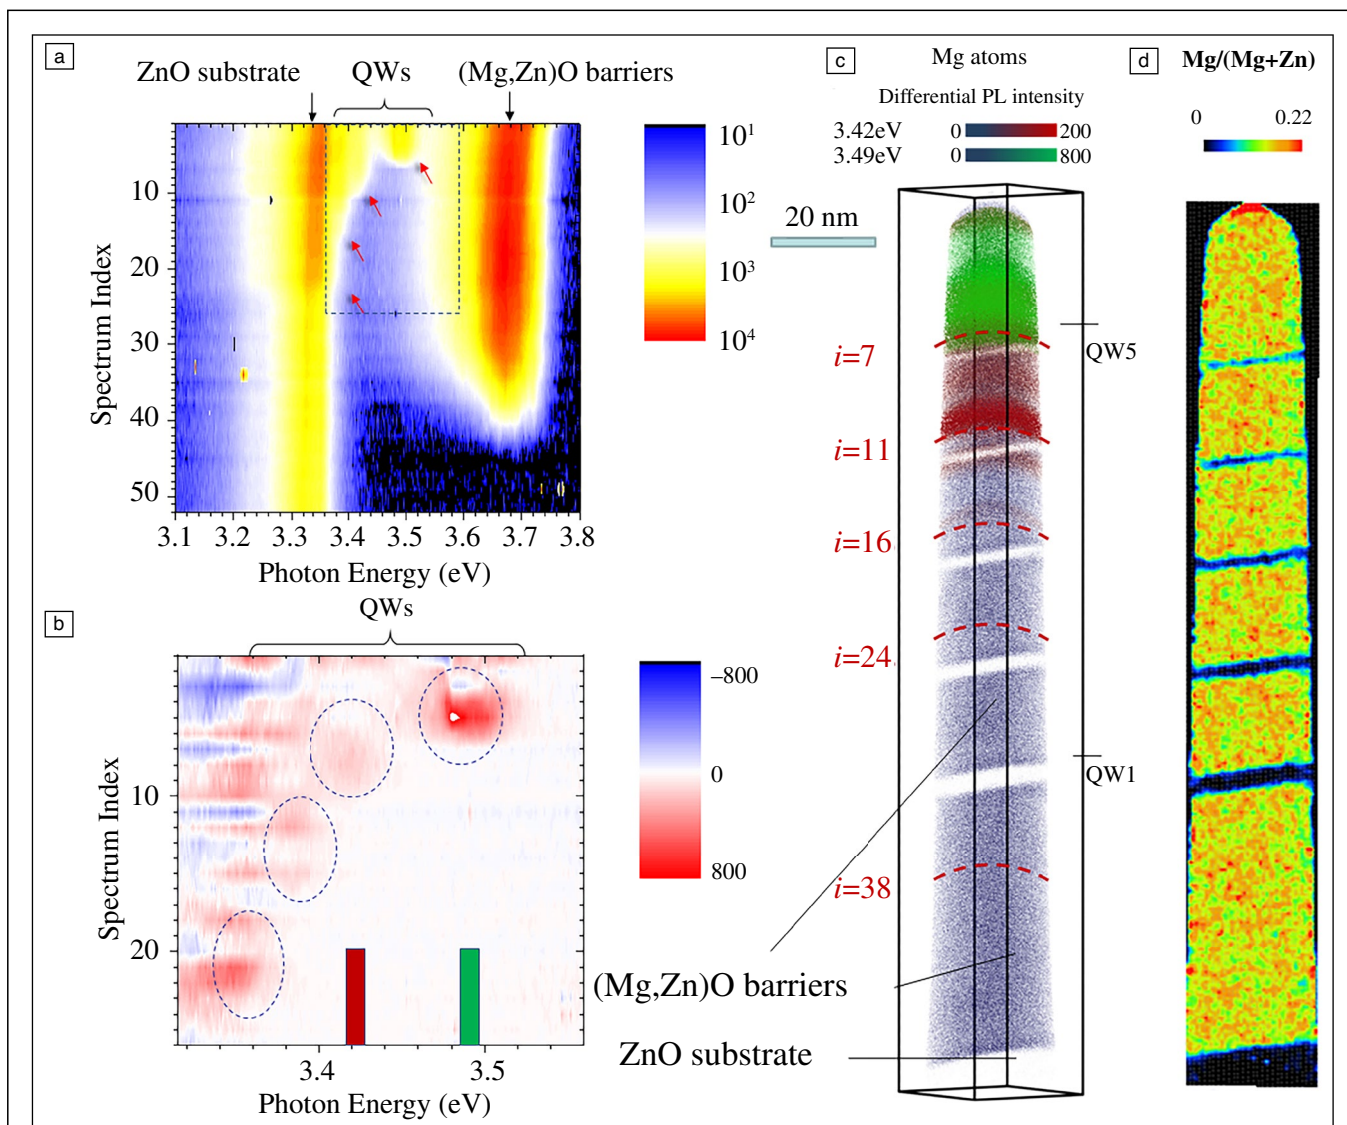 a
ZnO substrate
QWs
(Mg,Zn)O barriers
10
20
30
40
50
Spectrum Index
3.1 3.2 3.3 3.4 3.5 3.6 3.7 3.8
Photon Energy (eV)
10¹
10²
10³
10⁴
b
QWs
10
20
Spectrum Index
3.4 3.5
Photon Energy (eV)
–800
0
800
c
Mg atoms
Differential PL intensity
3.42eV 0 200
3.49eV 0 800
20 nm
i=7
QW5
i=11
i=16
i=24
QW1
i=38
(Mg,Zn)O barriers
ZnO substrate
d
Mg/(Mg+Zn)
0 0.22